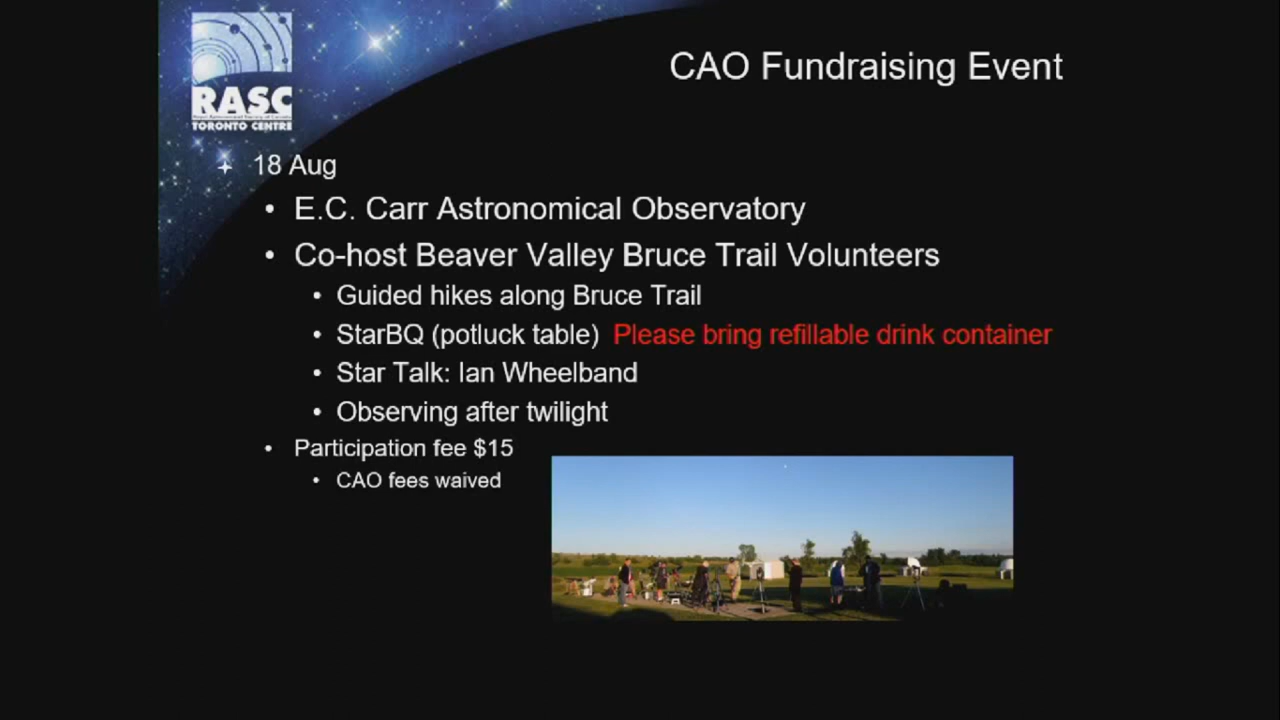 CAO Fundraising Event
RASC
TORONTO CENTRE
18 Aug
• E.C. Carr Astronomical Observatory
• Co-host Beaver Valley Bruce Trail Volunteers
• Guided hikes along Bruce Trail
• StarBQ (potluck table) Please bring refillable drink container
• Star Talk: Ian Wheelband
• Observing after twilight
• Participation fee $15
• CAO fees waived